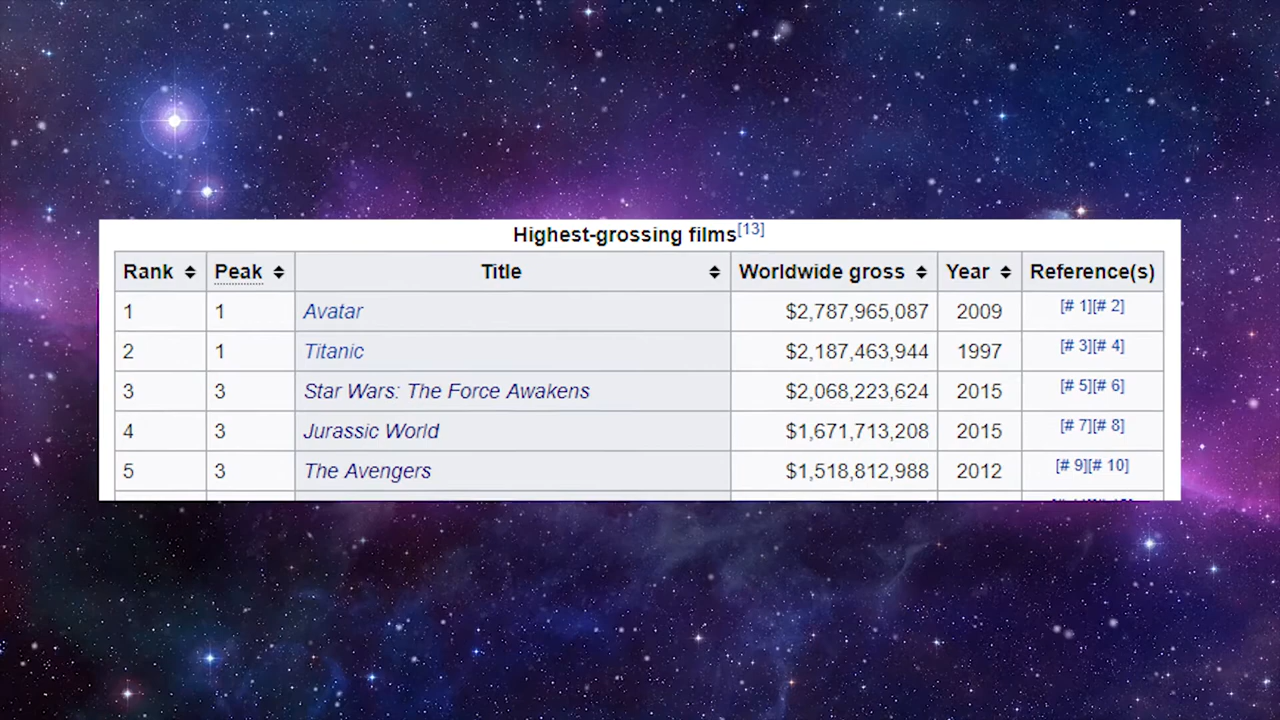 Highest-grossing films[13]
Rank Peak Title Worldwide gross Year Reference(s)
1 1 Avatar $2,787,965,087 2009 [# 1][# 2]
2 1 Titanic $2,187,463,944 1997 [# 3][# 4]
3 3 Star Wars: The Force Awakens $2,068,223,624 2015 [# 5][# 6]
4 3 Jurassic World $1,671,713,208 2015 [# 7][# 8]
5 3 The Avengers $1,518,812,988 2012 [# 9][# 10]